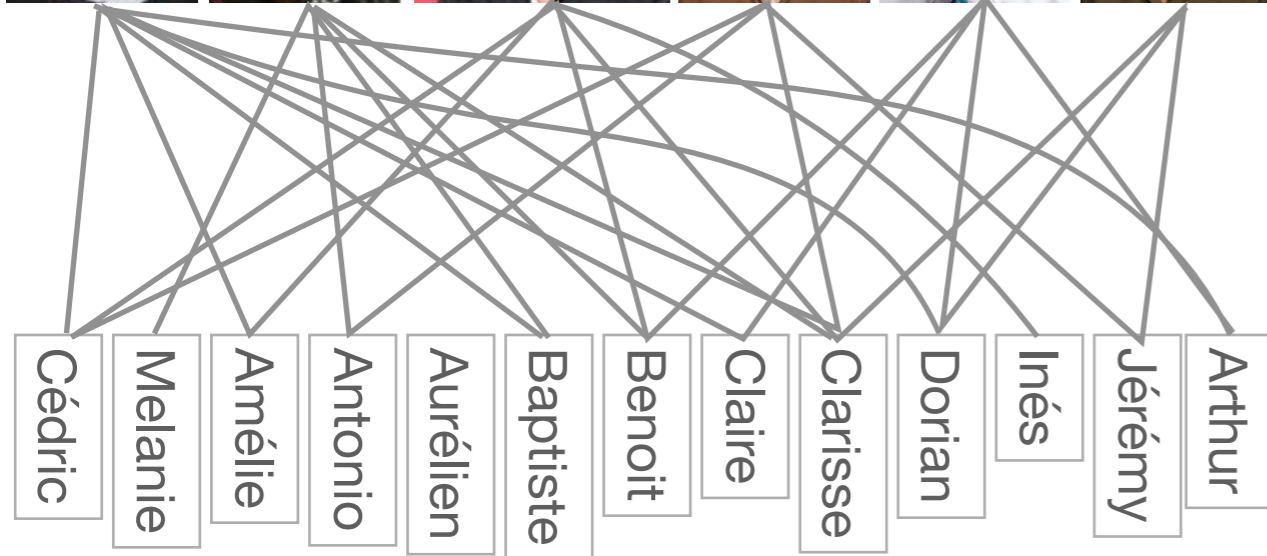 Cédric
Melanie
Amélie
Antonio
Aurélien
Baptiste
Benoit
Claire
Clarisse
Dorian
Inés
Jérémy
Arthur